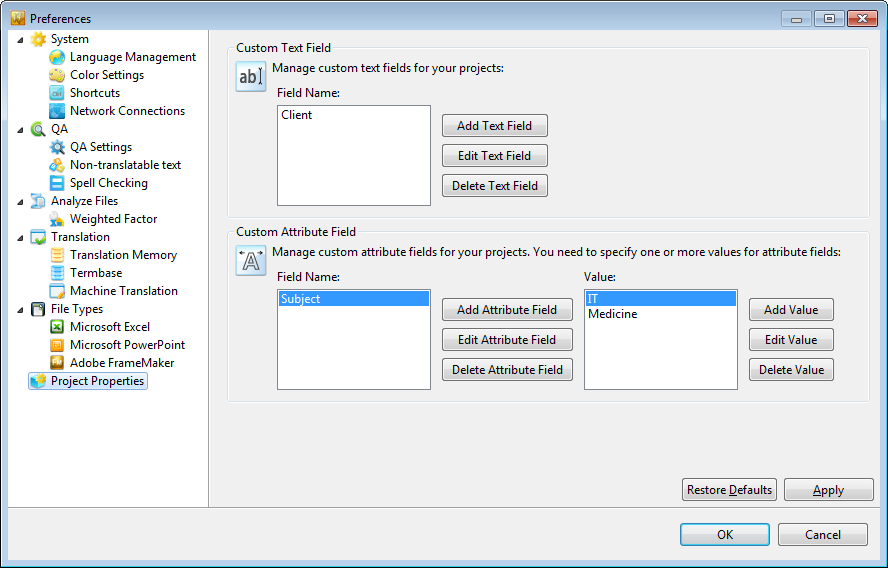 Preferences
System
Language Management
Color Settings
Shortcuts
Network Connections
QA
QA Settings
Non-translatable text
Spell Checking
Analyze Files
Weighted Factor
Translation
Translation Memory
Termbase
Machine Translation
File Types
Microsoft Excel
Microsoft PowerPoint
Adobe FrameMaker
Project Properties
Custom Text Field
ab
Manage custom text fields for your projects:
Field Name:
Client
Add Text Field
Edit Text Field
Delete Text Field
Custom Attribute Field
A
Manage custom attribute fields for your projects. You need to specify one or more values for attribute fields:
Field Name:
Subject
Add Attribute Field
Edit Attribute Field
Delete Attribute Field
Value:
IT
Medicine
Add Value
Edit Value
Delete Value
Restore Defaults
Apply
OK
Cancel